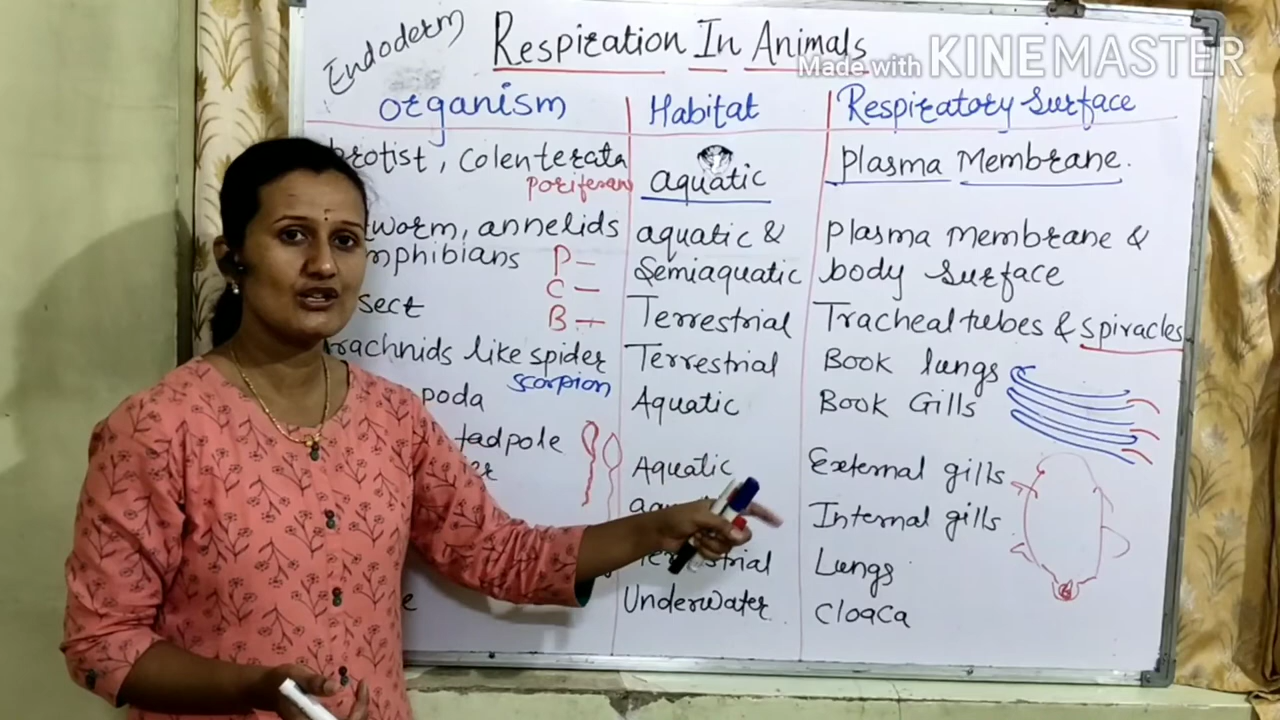 Endoderm
Respiration In Animals
Made with KINEMASTER
organism Habitat Respiratory Surface
protist, Colenterata aquatic Plasma Membrane.
poriferans
worm, annelids aquatic & Plasma Membrane &
mphibians Semiaquatic body Surface
P-
C-
B-
sect Terrestrial Tracheal tubes & spiracles
rachnids like spider Terrestrial Book lungs
scorpion
poda Aquatic Book Gills
tadpole Aquatic External gills
Internal gills
Lungs
Underwater Cloaca